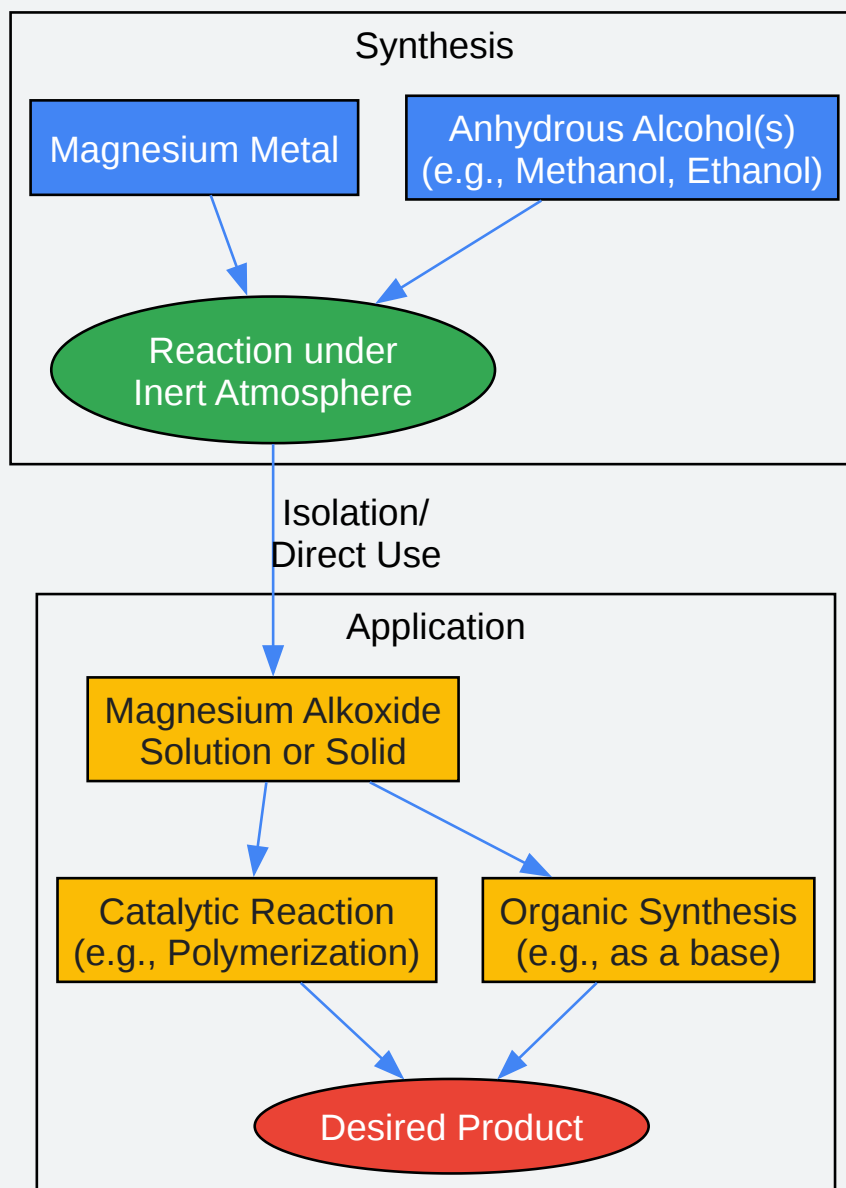 Synthesis
Magnesium Metal
Anhydrous Alcohol(s)
(e.g., Methanol, Ethanol)
Reaction under
Inert Atmosphere
Isolation/
Direct Use
Application
Magnesium Alkoxide
Solution or Solid
Catalytic Reaction
(e.g., Polymerization)
Organic Synthesis
(e.g., as a base)
Desired Product